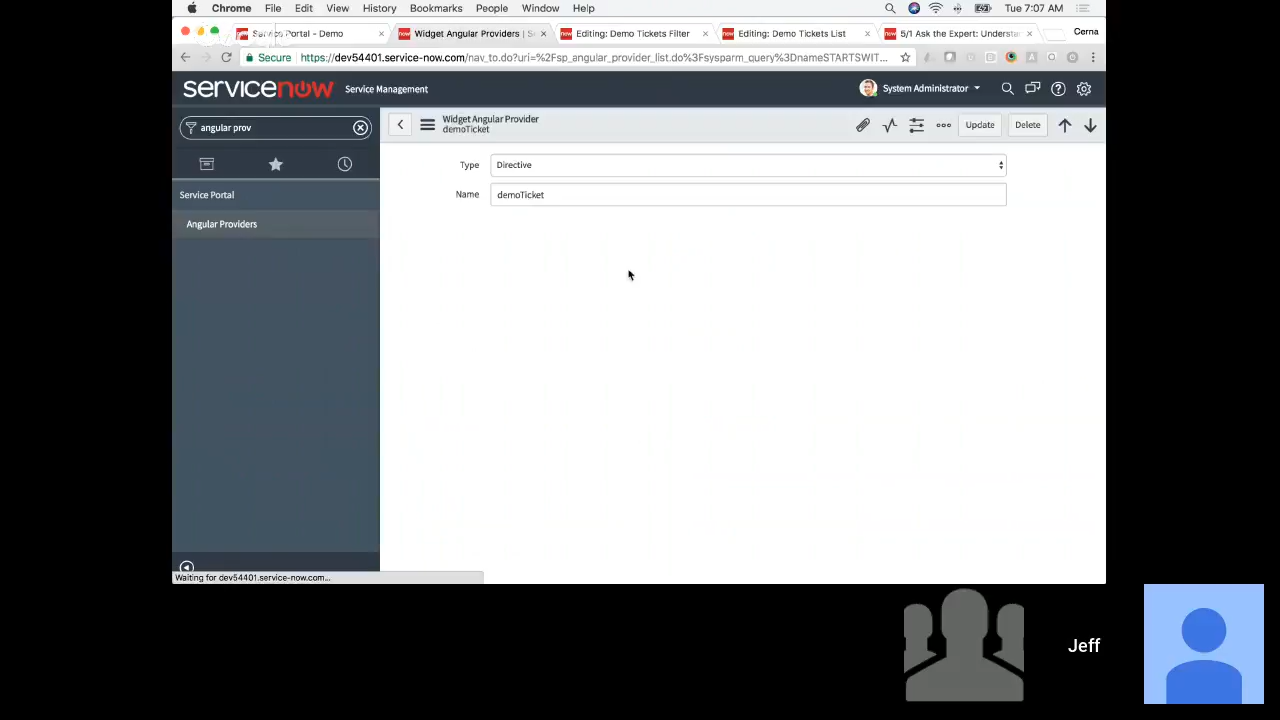 Chrome File Edit View History Bookmarks People Window Help Tue 7:07 AM
Portal - Demo
Widget Angular Providers | S
Editing: Demo Tickets Filter
Editing: Demo Tickets List
5/1 Ask the Expert: Understa
Cerna
Secure https://dev54401.service-now.com/nav_to.do?uri=%2Fsp_angular_provider_list.do%3Fsysparm_query%3DnameSTARTSWIT...
servicenow Service Management System Administrator
angular prov
Widget Angular Provider
demoTicket
Update Delete
Type Directive
Name demoTicket
Service Portal
Angular Providers
Waiting for dev54401.service-now.com...
Jeff